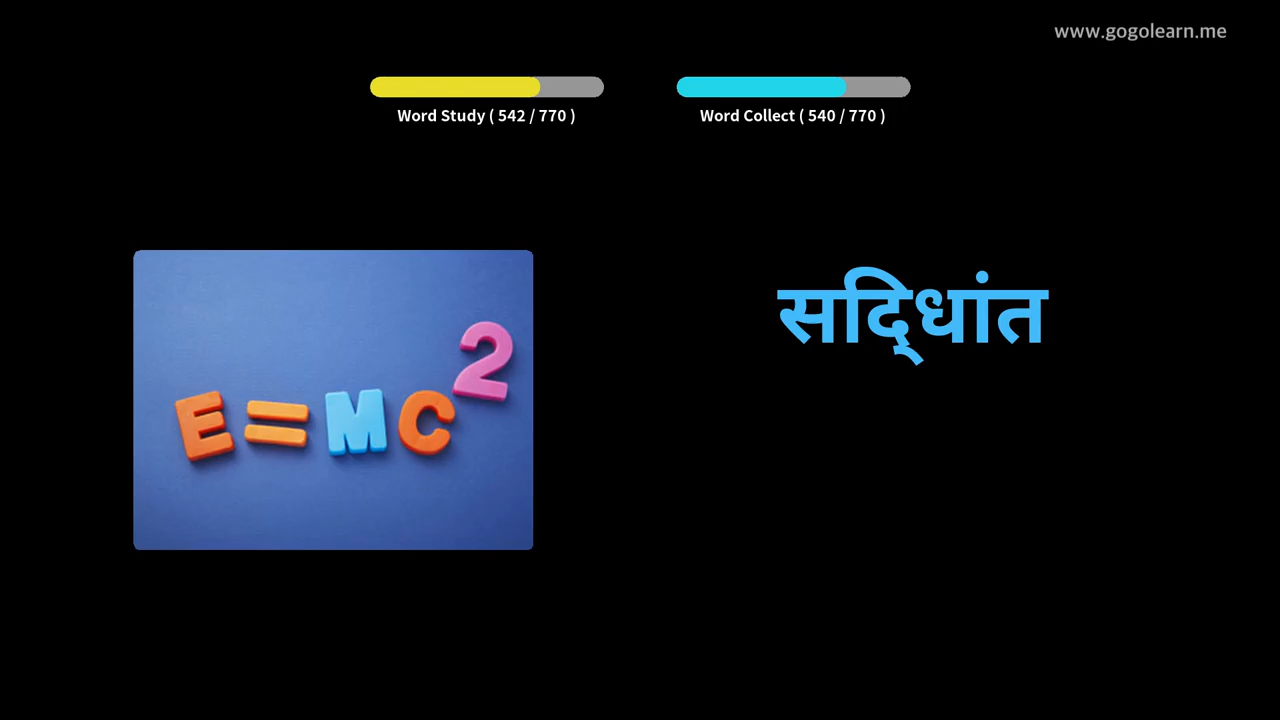 www.gogolearn.me
Word Study ( 542 / 770 )
Word Collect ( 540 / 770 )
E=MC2
सद्धिांत